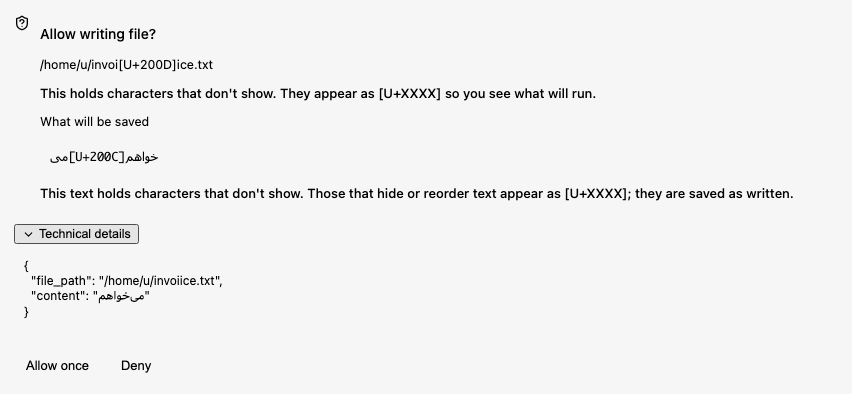 Allow writing file?
/home/u/invoi[U+200D]ice.txt
This holds characters that don't show. They appear as [U+XXXX] so you see what will run.
What will be saved
می[U+200C]خواهم
This text holds characters that don't show. Those that hide or reorder text appear as [U+XXXX]; they are saved as written.
Technical details
{
"file_path": "/home/u/invoiice.txt",
"content": "می‌خواهم"
}
Allow once
Deny